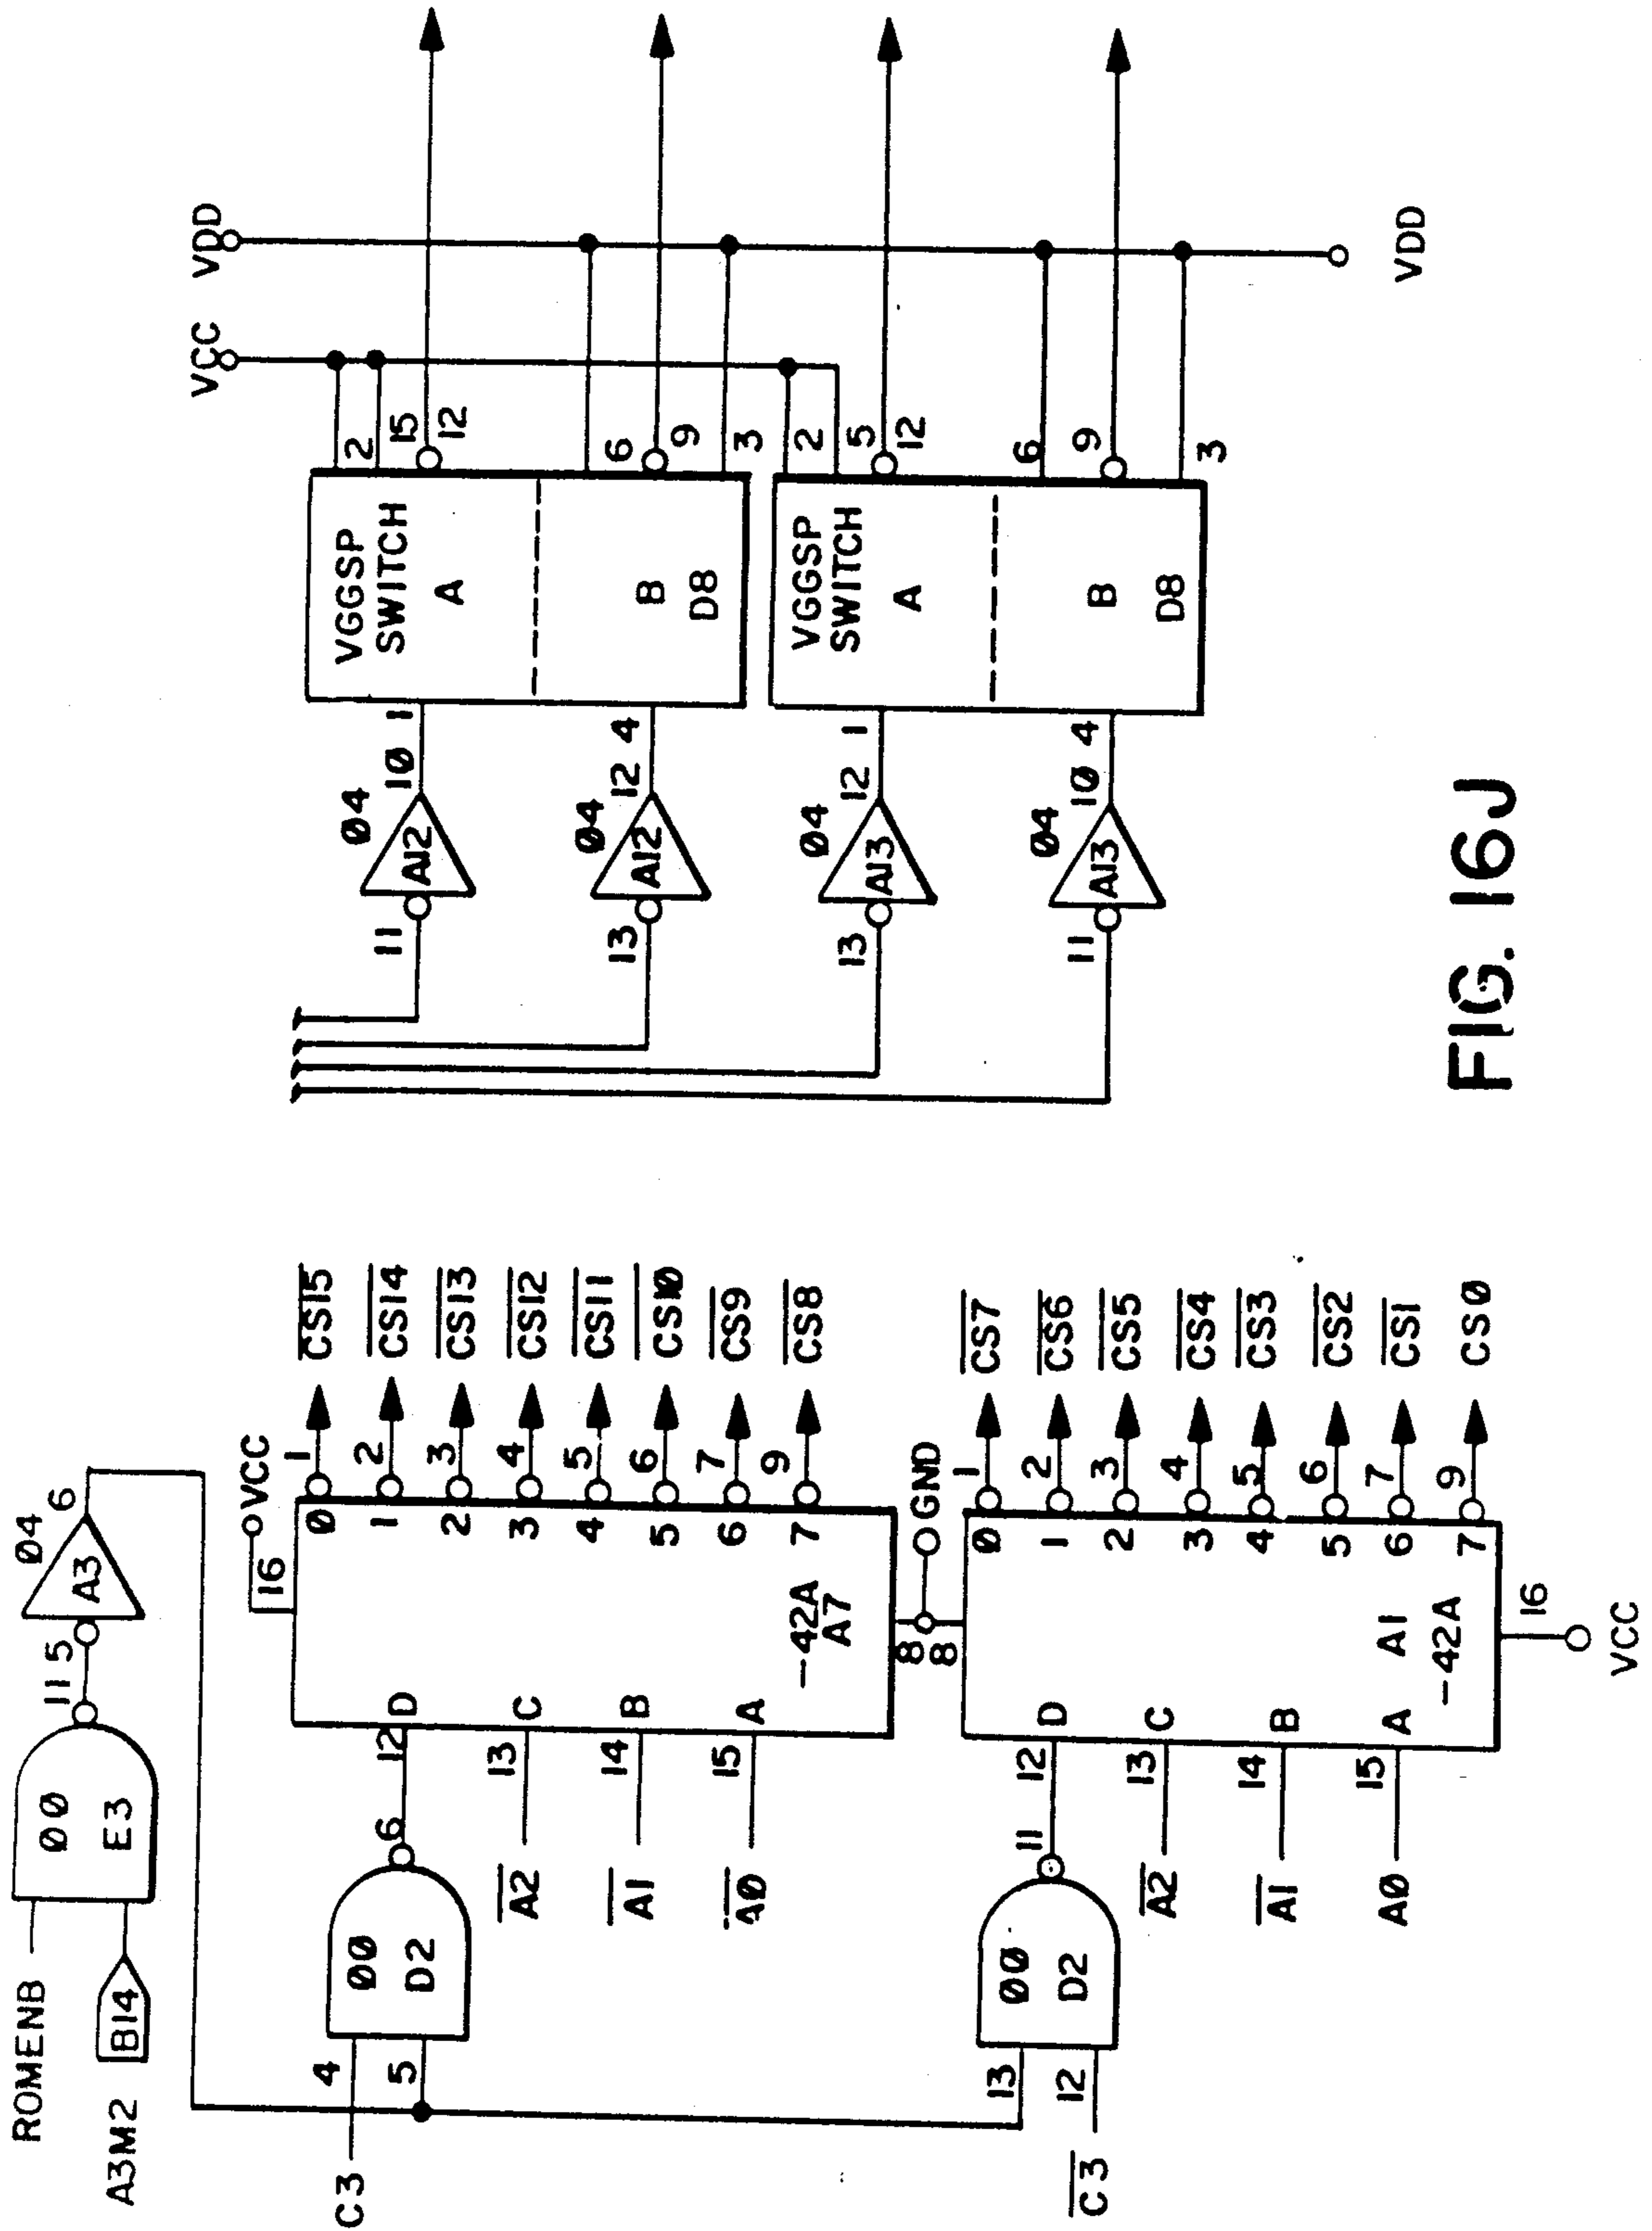 ROMENB
A3M2
B14
00
E3
11
5
A3
04
6
C3
4
5
00
D2
6
12
D
A2
13
C
A1
14
B
A0
15
A
16
VCC
-42A
A7
0 1 CS15
1 2 CS14
2 3 CS13
3 4 CS12
4 5 CS11
5 6 CS10
6 7 CS9
7 9 CS8
8
8
GND
C3
13
12
00
D2
11
12
D
A2
13
C
A1
14
B
A0
15
A
A1
-42A
16
VCC
0 1 CS7
1 2 CS6
2 3 CS5
3 4 CS4
4 5 CS3
5 6 CS2
6 7 CS1
7 9 CS0
VCC
VDD
11
A12
04
10
1
VGGSP
SWITCH
A
2
15
12
13
A12
04
12
4
B
D8
6
9
3
13
A13
04
12
1
VGGSP
SWITCH
A
2
5
12
11
A13
04
10
4
B
D8
6
9
3
VDD
FIG. 16J